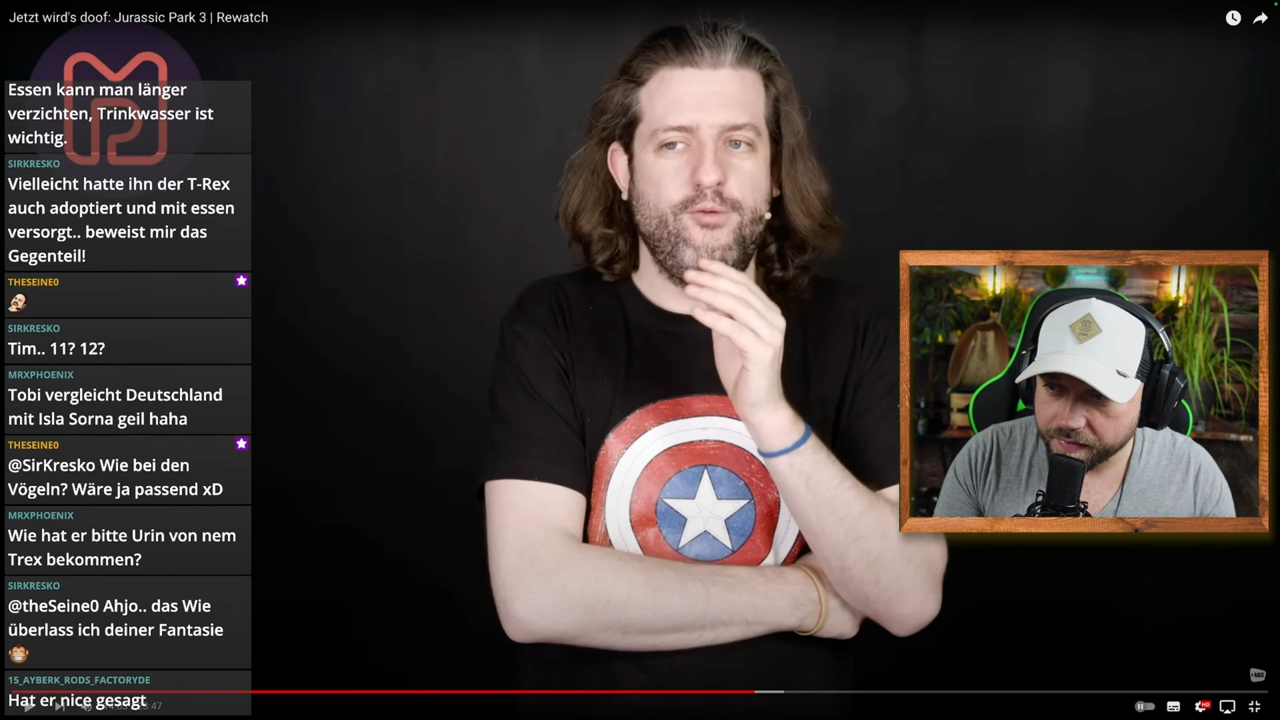 Jetzt wird's doof: Jurassic Park 3 | Rewatch
Essen kann man länger
verzichten, Trinkwasser ist
wichtig.
SIRKRESKO
Vielleicht hatte ihn der T-Rex
auch adoptiert und mit essen
versorgt.. beweist mir das
Gegenteil!
THESEINE0
SIRKRESKO
Tim.. 11? 12?
MRXPHOENIX
Tobi vergleicht Deutschland
mit Isla Sorna geil haha
THESEINE0
@SirKresko Wie bei den
Vögeln? Wäre ja passend xD
MRXPHOENIX
Wie hat er bitte Urin von nem
Trex bekommen?
SIRKRESKO
@theSeine0 Ahjo.. das Wie
überlass ich deiner Fantasie
15_AYBERK_RODS_FACTORYDE
Hat er nice gesagt
HD